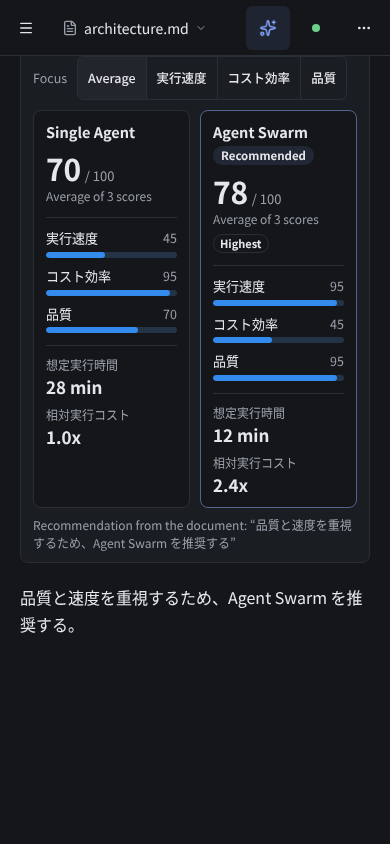 architecture.md
Focus
Average
実行速度
コスト効率
品質
Single Agent
70 / 100
Average of 3 scores
実行速度 45
コスト効率 95
品質 70
想定実行時間
28 min
相対実行コスト
1.0x
Agent Swarm
Recommended
78 / 100
Average of 3 scores
Highest
実行速度 95
コスト効率 45
品質 95
想定実行時間
12 min
相対実行コスト
2.4x
Recommendation from the document: “品質と速度を重視
するため、Agent Swarm を推奨する”
品質と速度を重視するため、Agent Swarm を推
奨する。